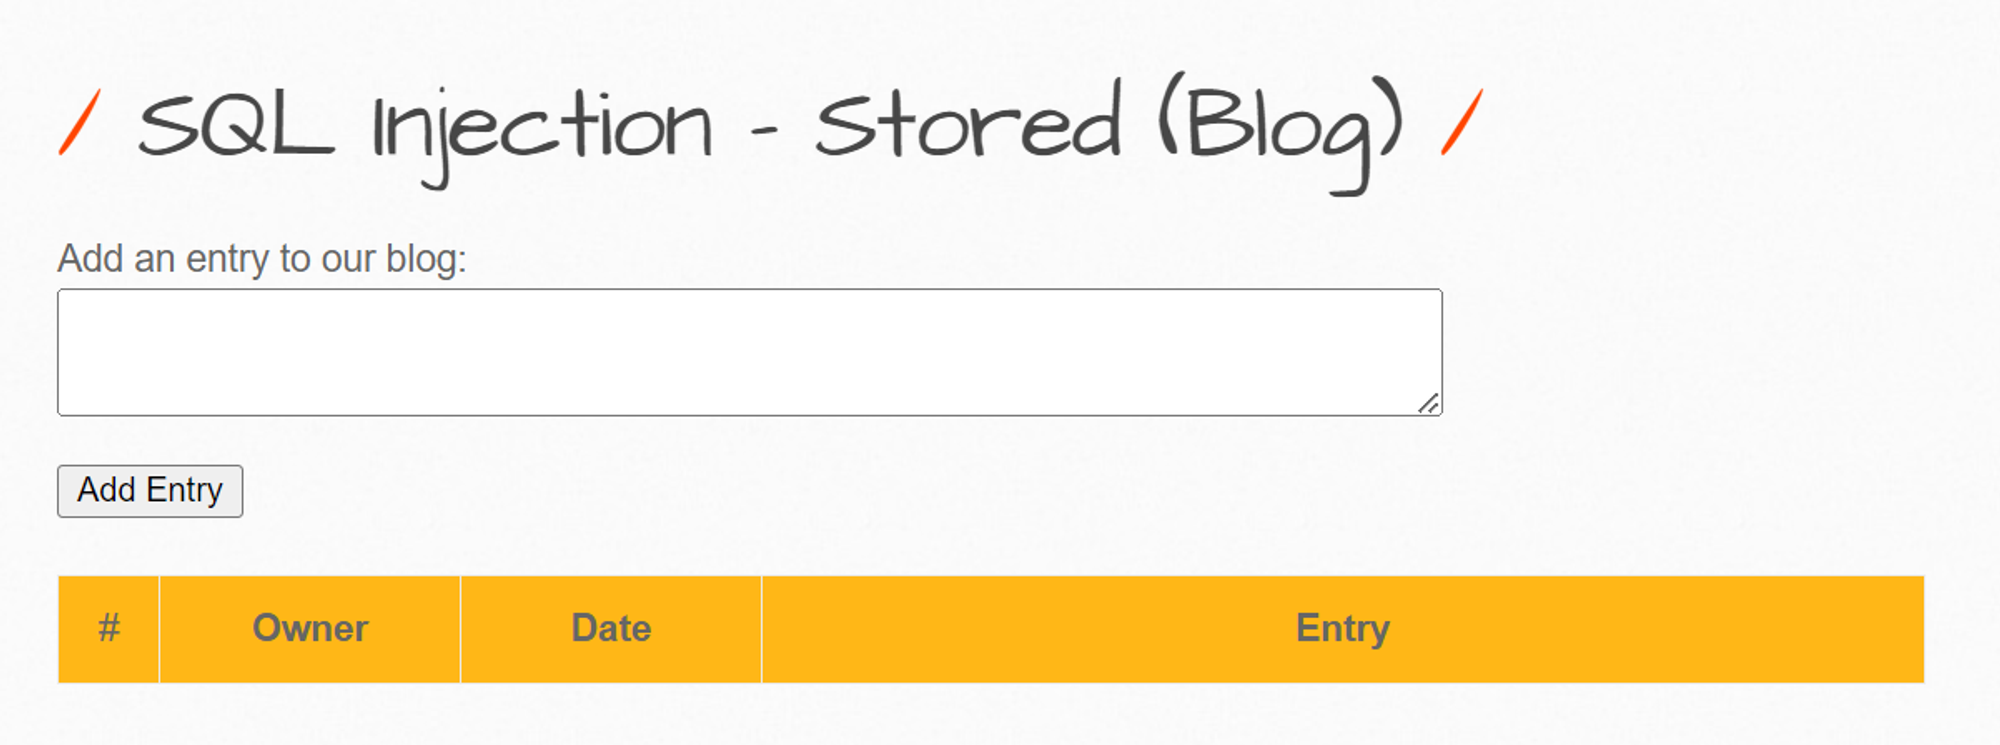 / SQL Injection - Stored (Blog) /
Add an entry to our blog:
Add Entry
# Owner Date Entry